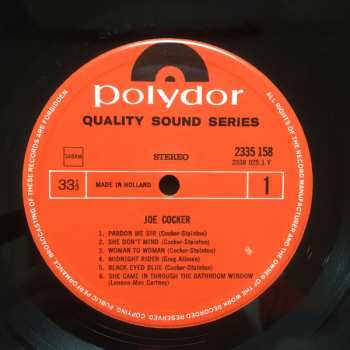 polydor
QUALITY SOUND SERIES
STEREO
2335 158
2335 025.1 Y
33⅓
MADE IN HOLLAND
1
JOE COCKER
1. PARDON ME SIR (Cocker-Stainton)
2. SHE DON'T MIND (Cocker-Stainton)
3. WOMAN TO WOMAN (Cocker-Stainton)
4. MIDNIGHT RIDER (Greg Allman)
5. BLACK EYED BLUE (Cocker-Stainton)
6. SHE CAME IN THROUGH THE BATHROOM WINDOW
(Lennon-Mac Cartney)
ALL RIGHTS OF THE RECORD MANUFACTURER AND THE OWNER OF THE WORK RECORDED RESERVED. COPYING, PUBLIC PERFORMANCE, BROADCASTING OF THESE RECORDS ARE FORBIDDEN